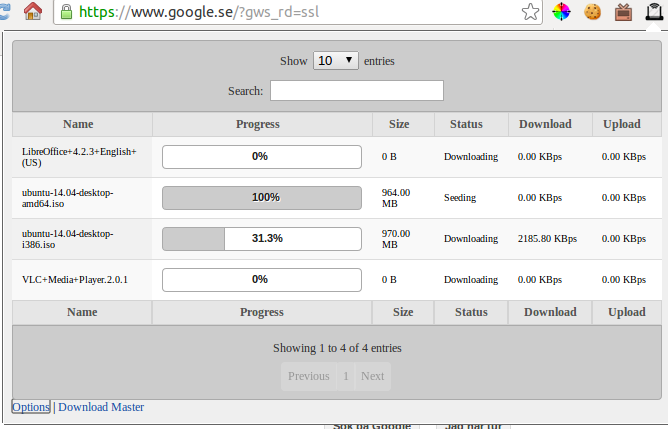 https://www.google.se/?gws_rd=ssl
Show 10 entries
Search:
Name Progress Size Status Download Upload
LibreOffice+4.2.3+English+
(US) 0% 0 B Downloading 0.00 KBps 0.00 KBps
ubuntu-14.04-desktop-
amd64.iso 100% 964.00
MB Seeding 0.00 KBps 0.00 KBps
ubuntu-14.04-desktop-
i386.iso 31.3% 970.00
MB Downloading 2185.80 KBps 0.00 KBps
VLC+Media+Player.2.0.1 0% 0 B Downloading 0.00 KBps 0.00 KBps
Name Progress Size Status Download Upload
Showing 1 to 4 of 4 entries
Previous 1 Next
Options | Download Master
Sök på Google Jag har tur